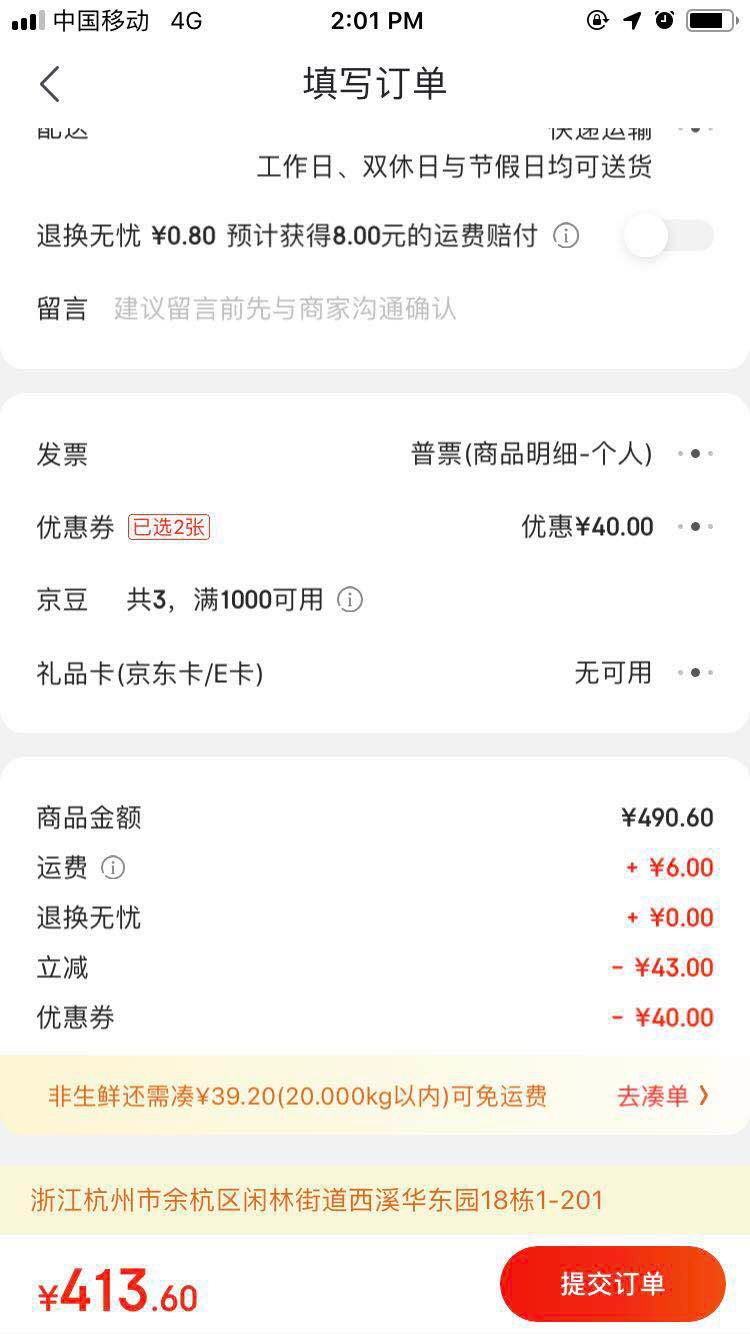 中国移动 4G 2:01 PM
填写订单
配送 快递运输
工作日、双休日与节假日均可送货
退换无忧 ¥0.80 预计获得8.00元的运费赔付
留言 建议留言前先与商家沟通确认
发票 普票(商品明细-个人)
优惠券 已选2张 优惠¥40.00
京豆 共3，满1000可用
礼品卡(京东卡/E卡) 无可用
商品金额 ¥490.60
运费 + ¥6.00
退换无忧 + ¥0.00
立减 - ¥43.00
优惠券 - ¥40.00
非生鲜还需凑¥39.20(20.000kg以内)可免运费 去凑单
浙江杭州市余杭区闲林街道西溪华东园18栋1-201
¥413.60 提交订单